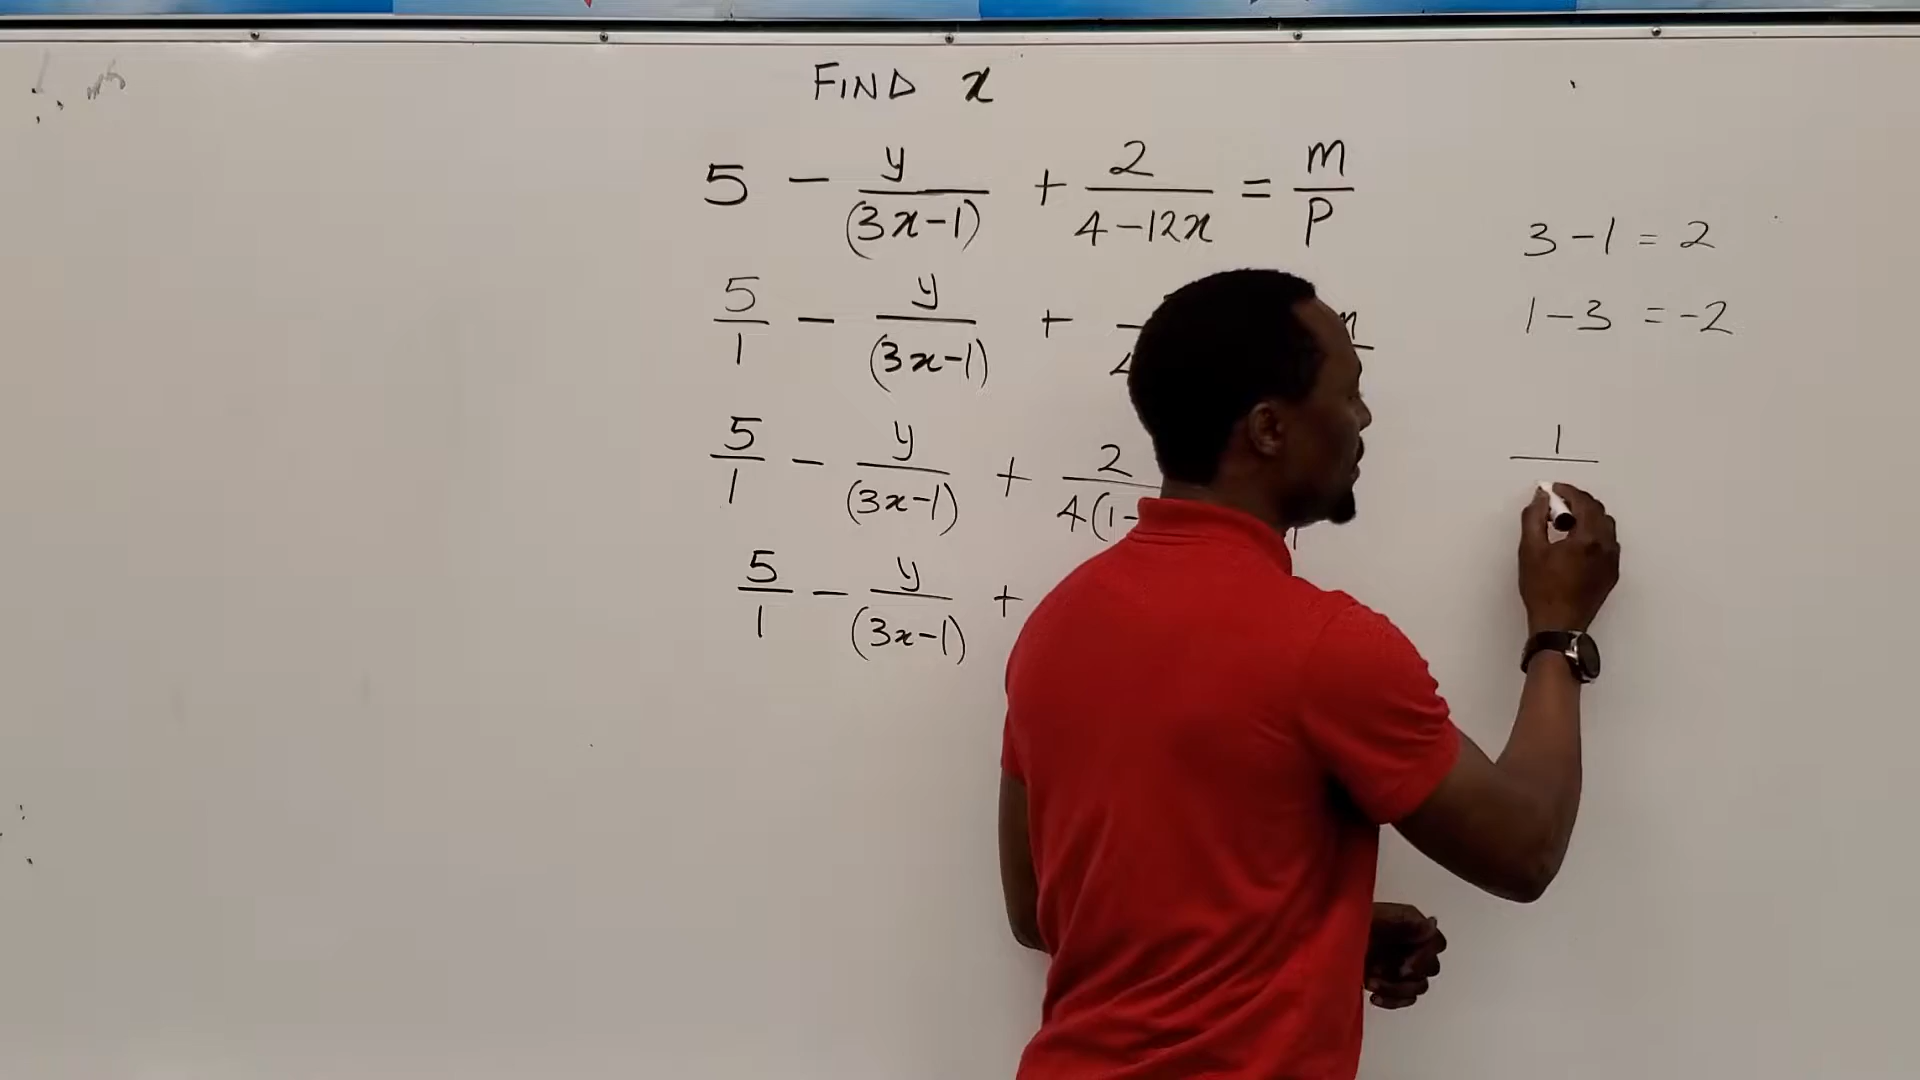 FIND x
5 - y/(3x-1) + 2/(4-12x) = m/P
3-1 = 2
1-3 = -2
5/1 - y/(3x-1) +
5/1 - y/(3x-1) + 2/4(1-
1
5/1 - y/(3x-1) +